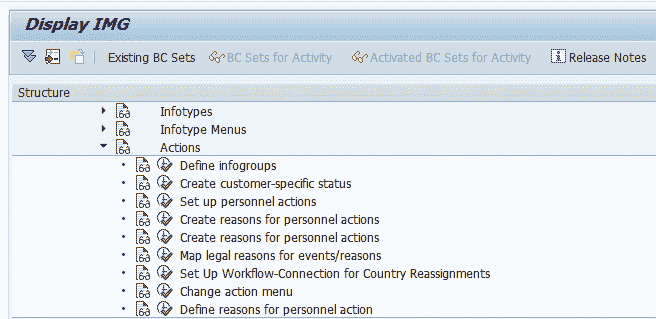 Display IMG
Existing BC Sets BC Sets for Activity Activated BC Sets for Activity Release Notes
Structure
Infotypes
Infotype Menus
Actions
Define infogroups
Create customer-specific status
Set up personnel actions
Create reasons for personnel actions
Create reasons for personnel actions
Map legal reasons for events/reasons
Set Up Workflow-Connection for Country Reassignments
Change action menu
Define reasons for personnel action